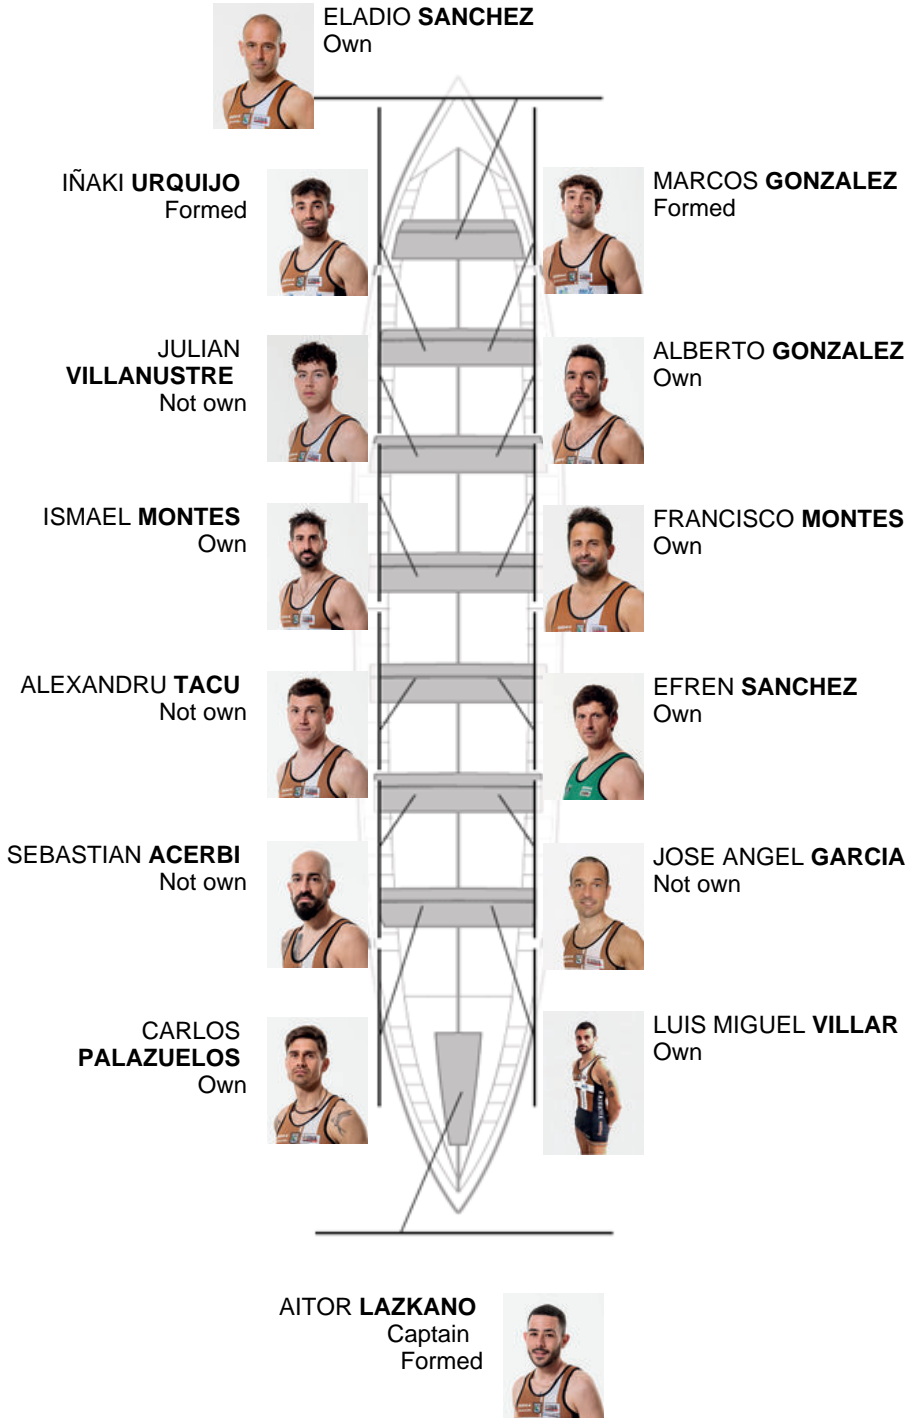 ELADIO SANCHEZ
Own
IÑAKI URQUIJO
Formed
MARCOS GONZALEZ
Formed
JULIAN
VILLANUSTRE
Not own
ALBERTO GONZALEZ
Own
ISMAEL MONTES
Own
FRANCISCO MONTES
Own
ALEXANDRU TACU
Not own
EFREN SANCHEZ
Own
SEBASTIAN ACERBI
Not own
JOSE ANGEL GARCIA
Not own
CARLOS
PALAZUELOS
Own
LUIS MIGUEL VILLAR
Own
AITOR LAZKANO
Captain
Formed